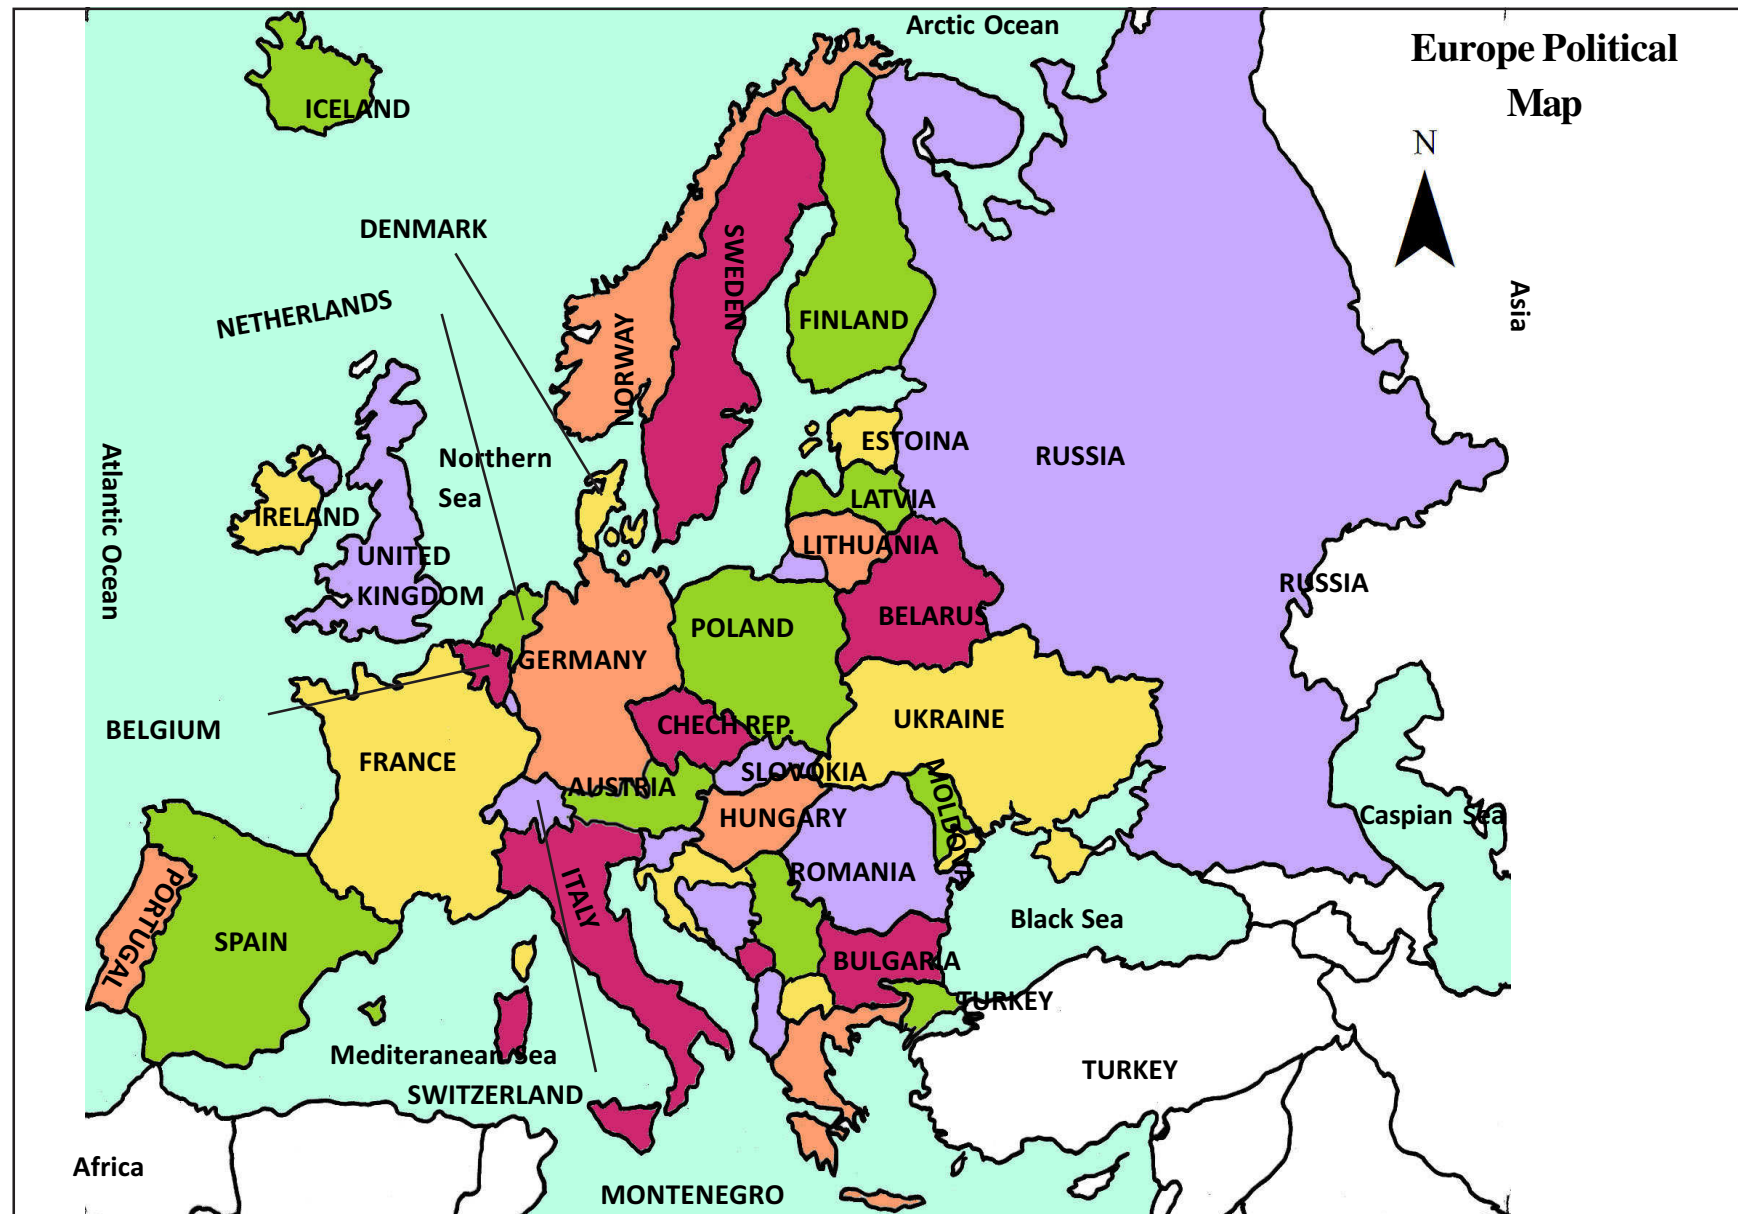 Arctic Ocean
Europe Political
Map
N
ICELAND
DENMARK
NETHERLANDS
SWEDEN
NORWAY
FINLAND
Asia
Atlantic Ocean
Northern
Sea
ESTOINA
RUSSIA
LATVIA
IRELAND
LITHUANIA
UNITED
KINGDOM
RUSSIA
BELARUS
POLAND
GERMANY
BELGIUM
CHECH REP.
UKRAINE
FRANCE
SLOVOKIA
AUSTRIA
MOLDOVA
HUNGARY
Caspian Sea
ROMANIA
ITALY
PORTUGAL
SPAIN
Black Sea
BULGARIA
TURKEY
Mediteranean Sea
TURKEY
SWITZERLAND
Africa
MONTENEGRO